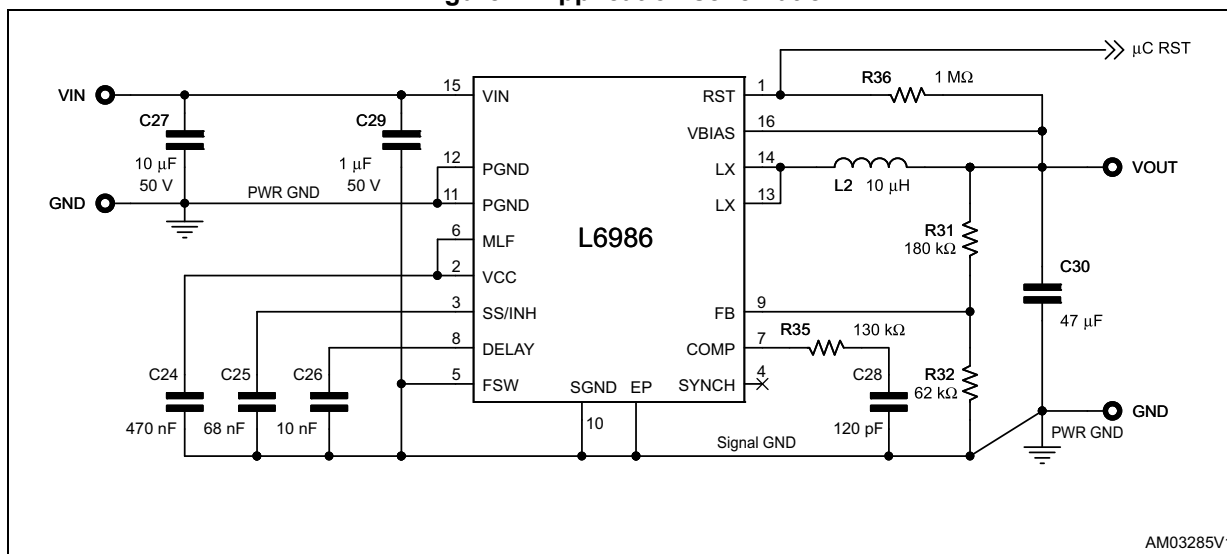 μC RST
R36
1 MΩ
15
VIN
RST
1
VIN
C27
C29
VBIAS
16
10 μF
50 V
1 μF
50 V
12
PGND
LX
14
VOUT
L2
10 μH
GND
PWR GND
11
PGND
LX
13
6
MLF
L6986
R31
180 kΩ
2
VCC
C30
3
SS/INH
FB
9
47 μF
R35
130 kΩ
8
DELAY
COMP
7
C24
C25
C26
5
FSW
SGND
EP
SYNCH
4
C28
R32
62 kΩ
GND
470 nF
68 nF
10 nF
10
120 pF
Signal GND
PWR GND
AM03285V1